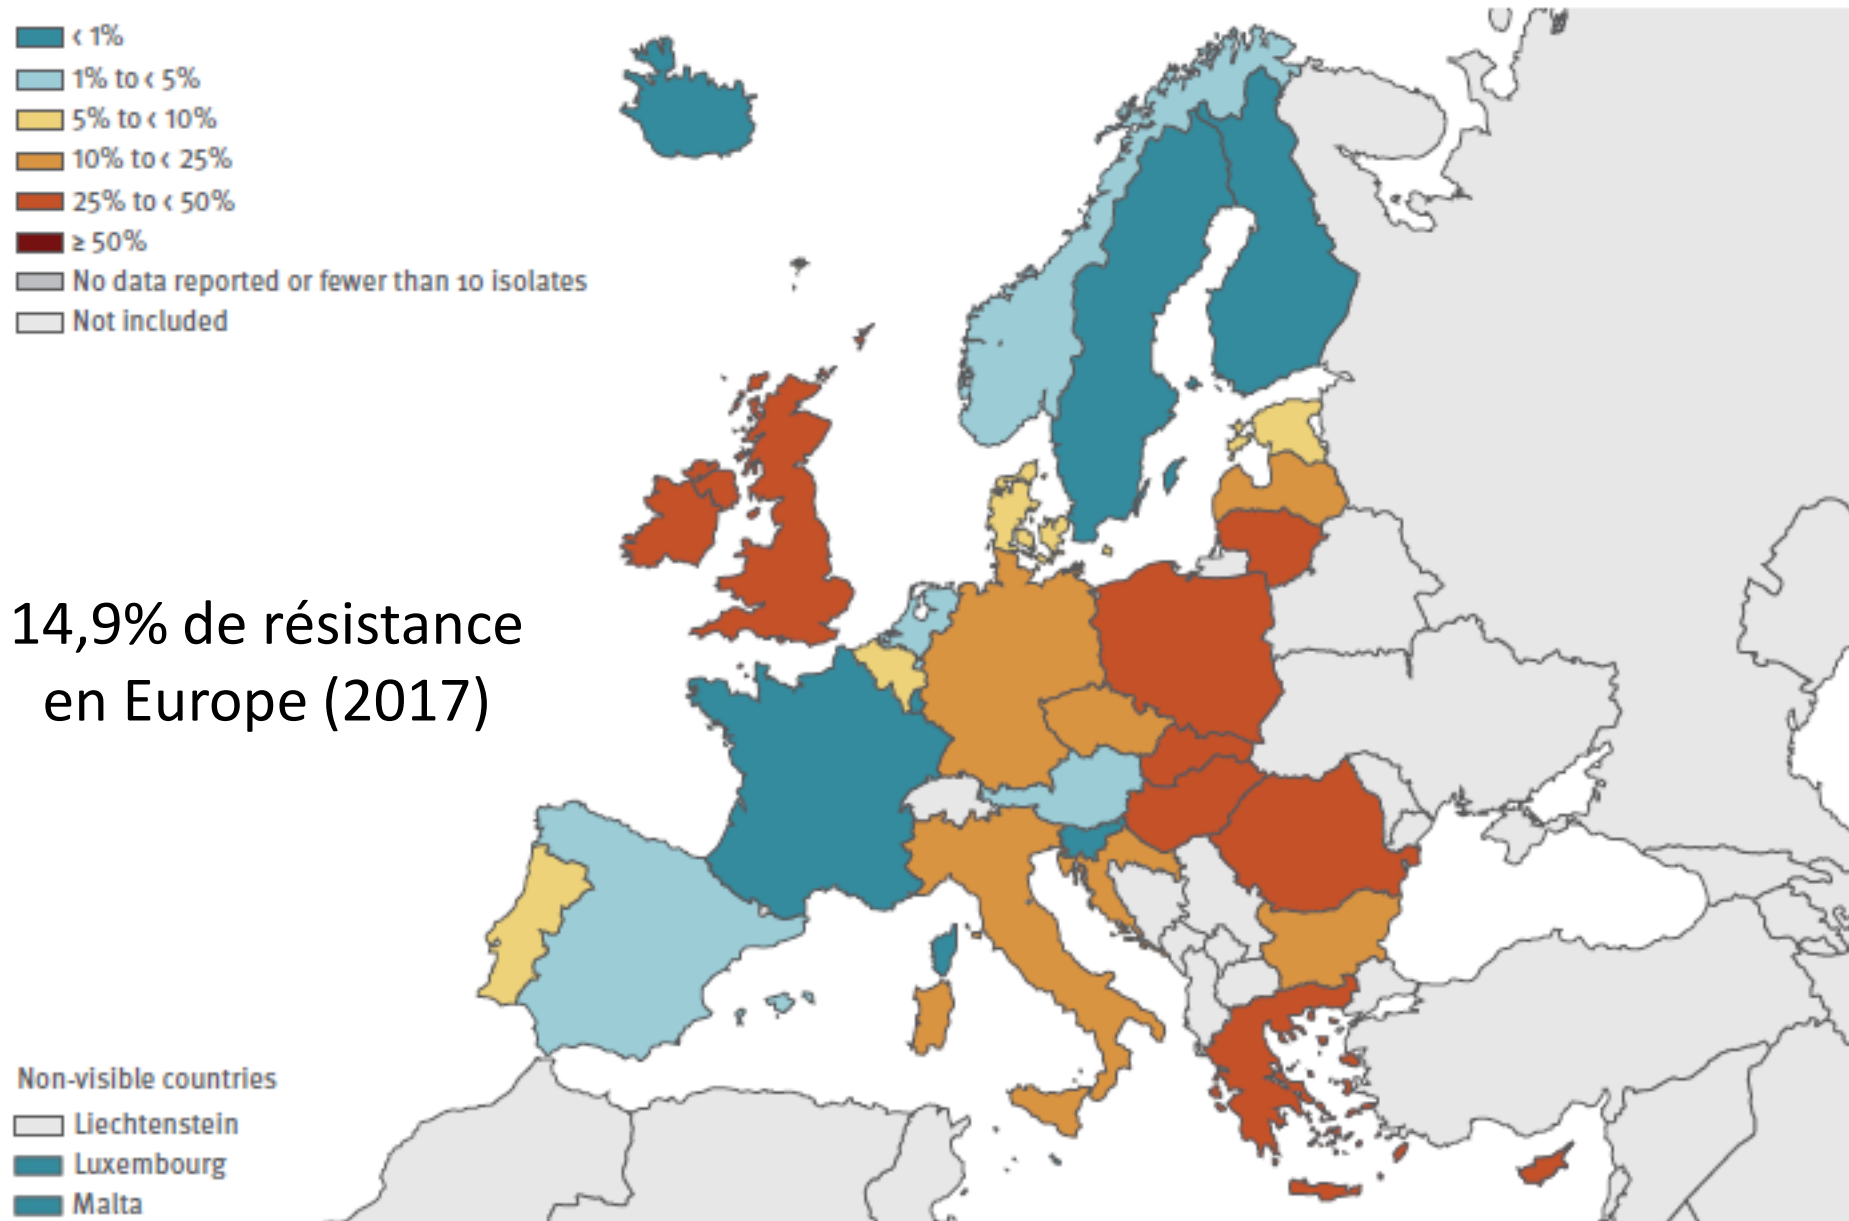 ‹ 1%
1% to ‹ 5%
5% to ‹ 10%
10% to ‹ 25%
25% to ‹ 50%
≥ 50%
No data reported or fewer than 10 isolates
Not included
14,9% de résistance
en Europe (2017)
Non-visible countries
Liechtenstein
Luxembourg
Malta